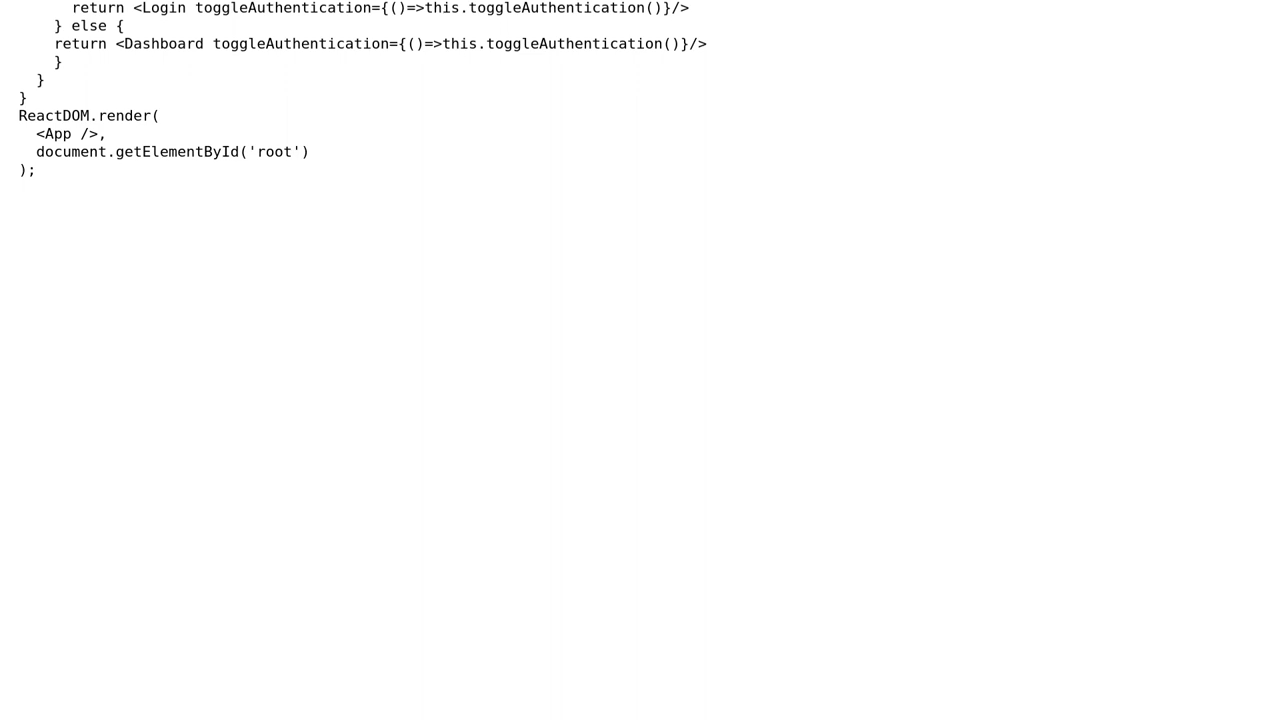 return <Login toggleAuthentication={()=>this.toggleAuthentication()}/>
    } else {
    return <Dashboard toggleAuthentication={()=>this.toggleAuthentication()}/>
    }
  }
}
ReactDOM.render(
  <App />,
  document.getElementById('root')
);